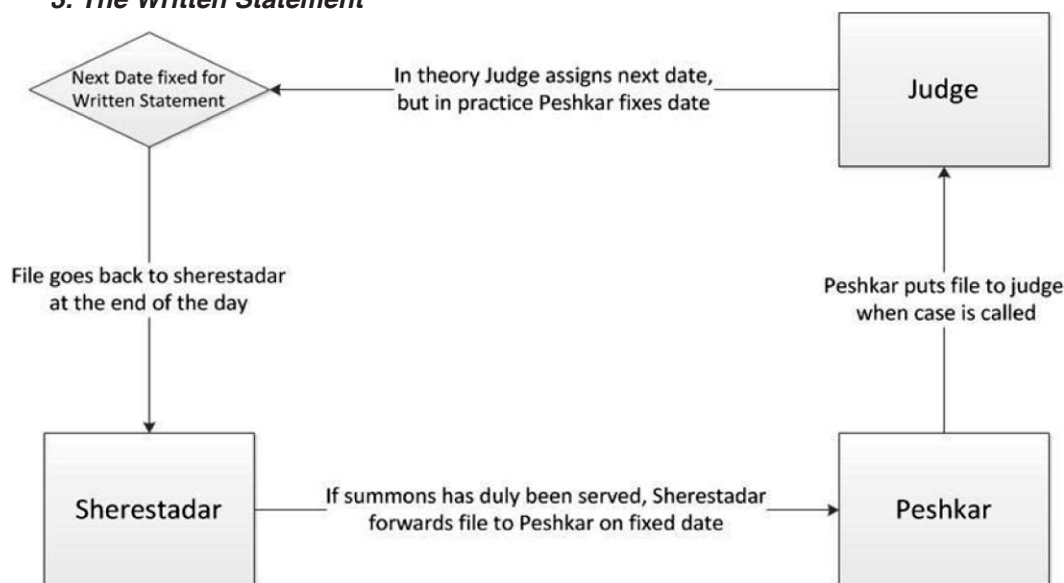 3. The Written Statement
Next Date fixed for
Written Statement
In theory Judge assigns next date,
but in practice Peshkar fixes date
Judge
File goes back to sherestadar
at the end of the day
Peshkar puts file to judge
when case is called
Sherestadar
If summons has duly been served, Sherestadar
forwards file to Peshkar on fixed date
Peshkar